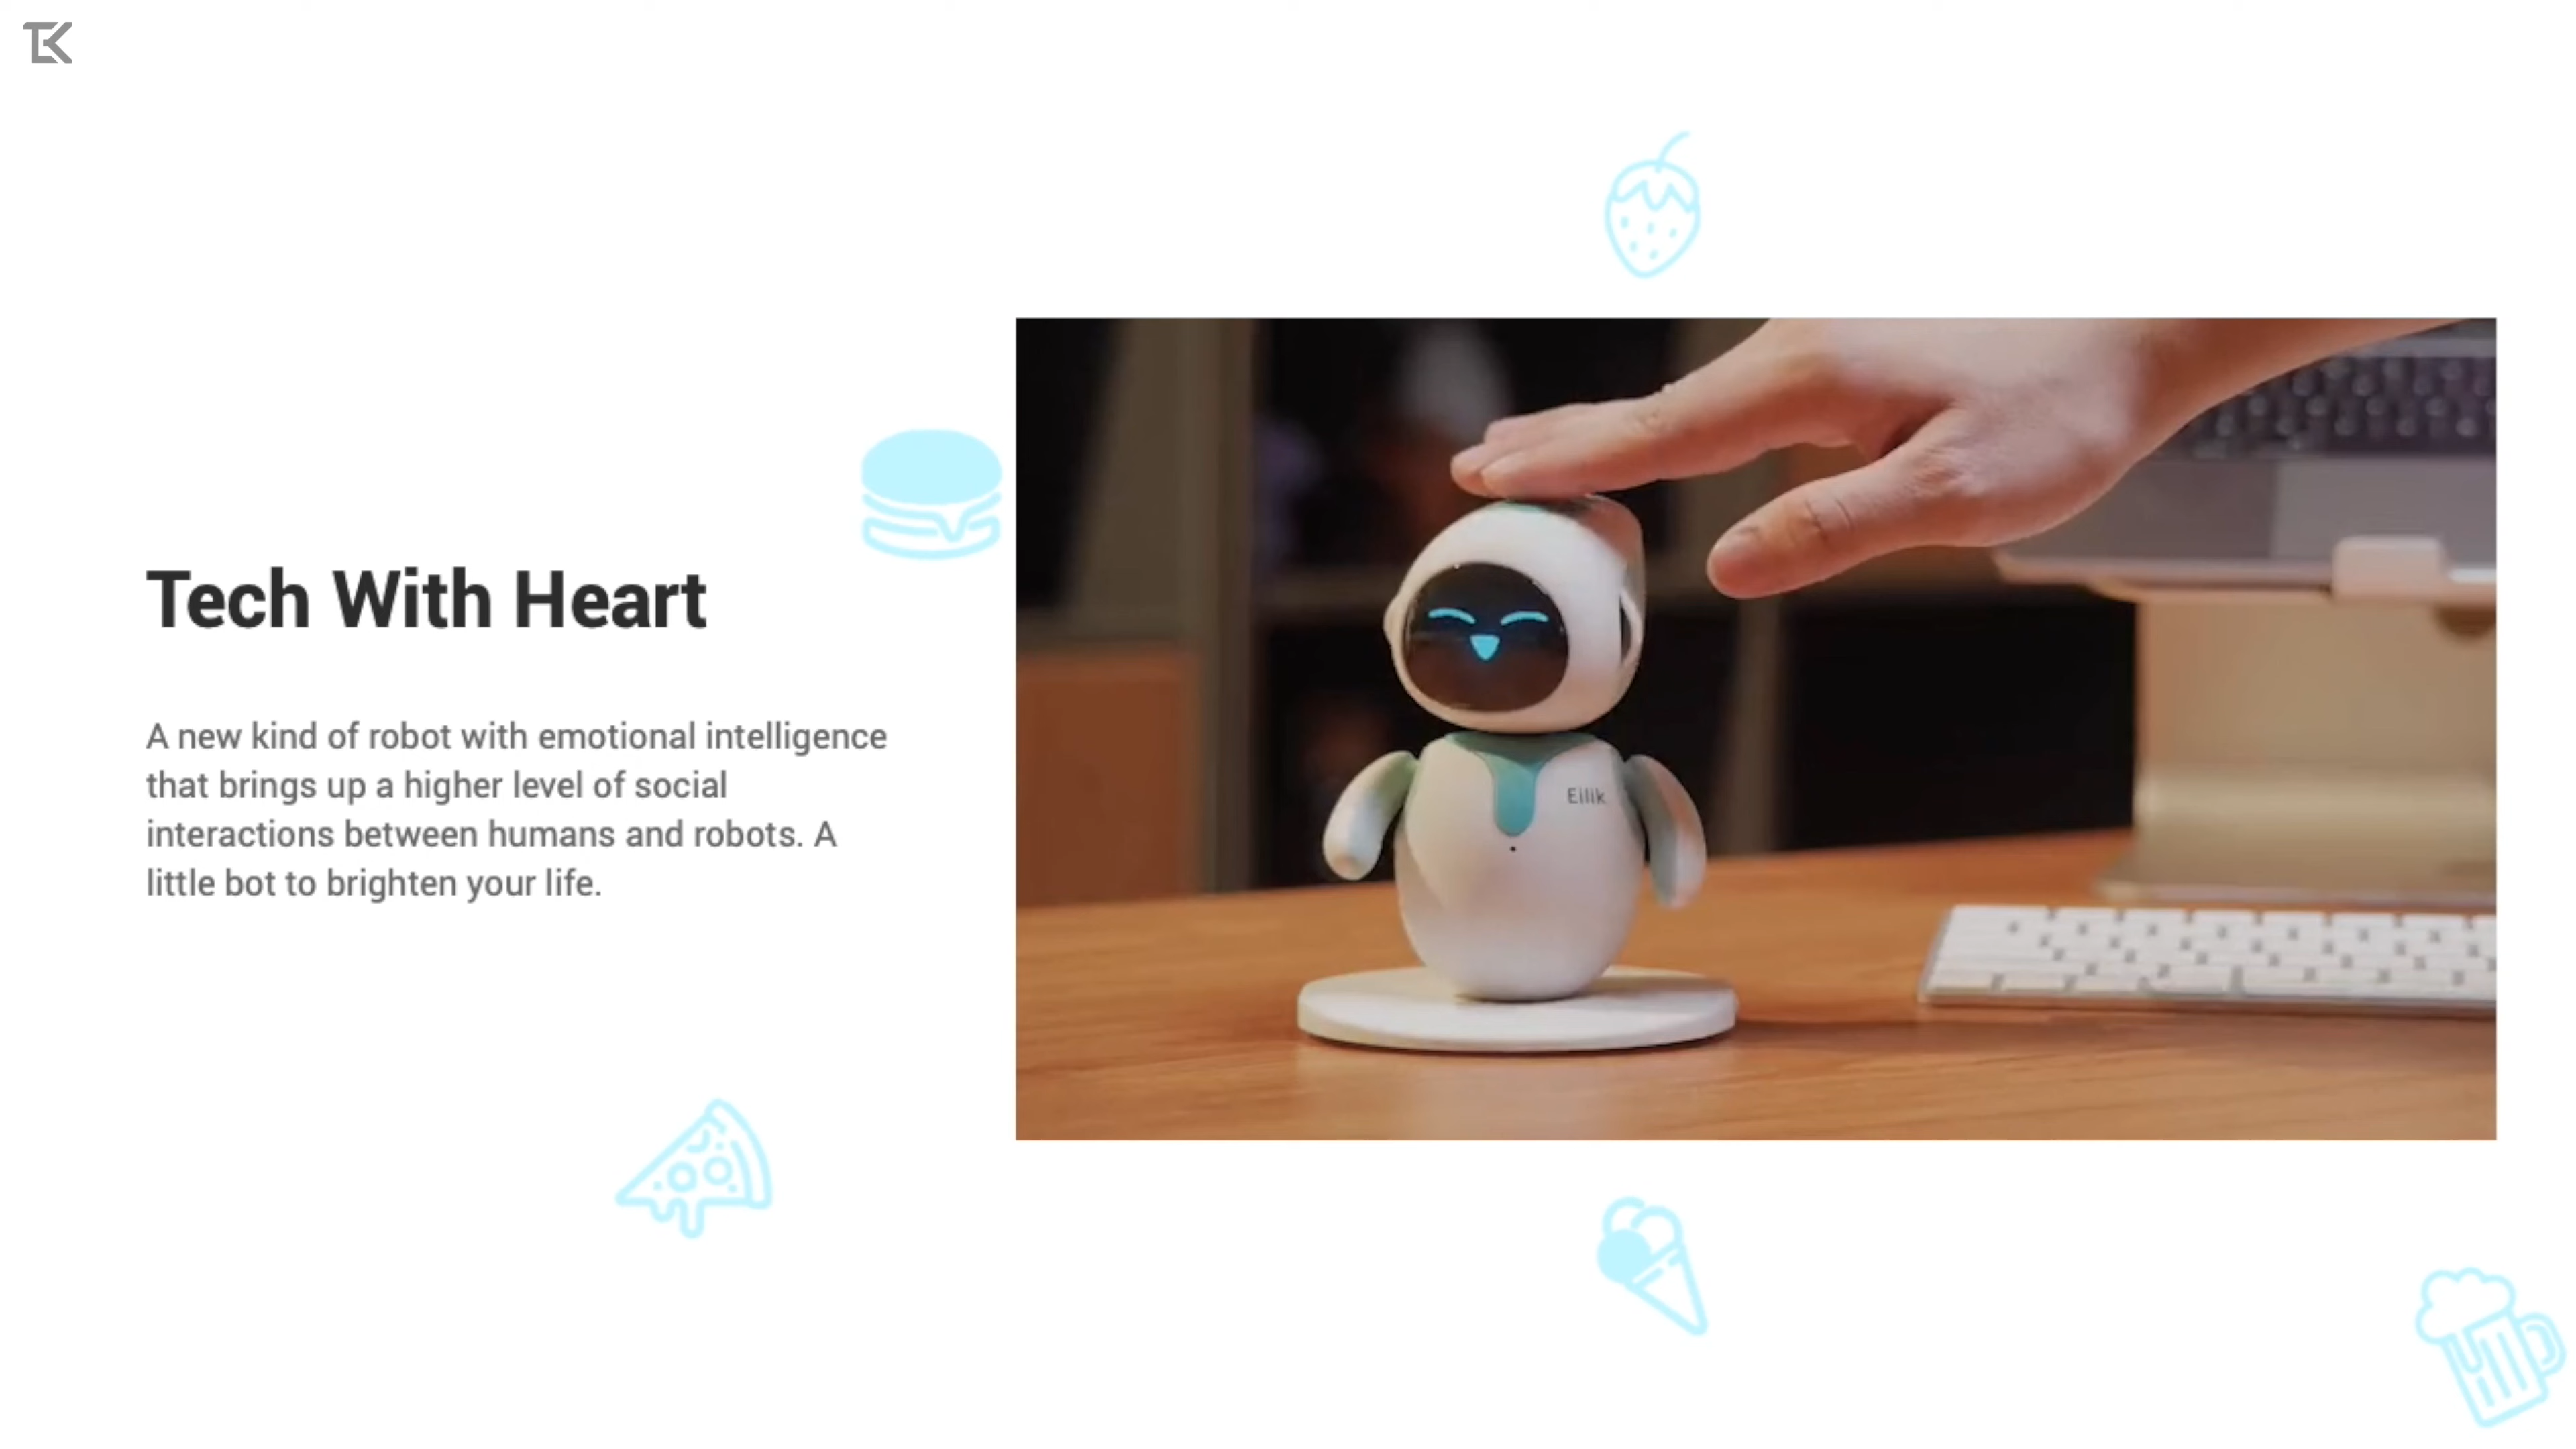 TK
Tech With Heart
A new kind of robot with emotional intelligence
that brings up a higher level of social
interactions between humans and robots. A
little bot to brighten your life.
Eilik